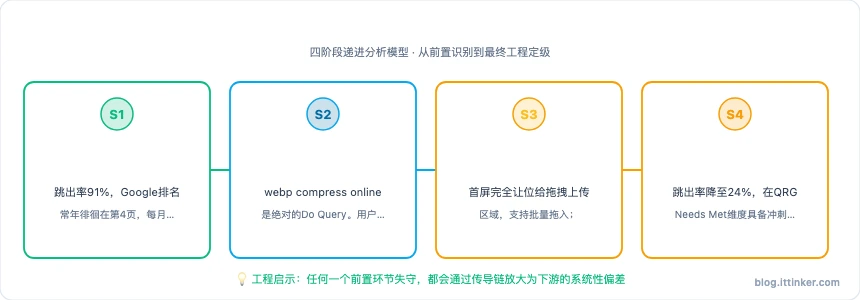 四阶段递进分析模型 · 从前置识别到最终工程定级
S1
跳出率91%，Google排名
常年徘徊在第4页，每月...
S2
webp compress online
是绝对的Do Query。用户...
S3
首屏完全让位给拖拽上传
区域，支持批量拖入；
S4
跳出率降至24%，在QRG
Needs Met维度具备冲刺...
💡 工程启示：任何一个前置环节失守，都会通过传导链放大为下游的系统性偏差
blog.ittinker.com